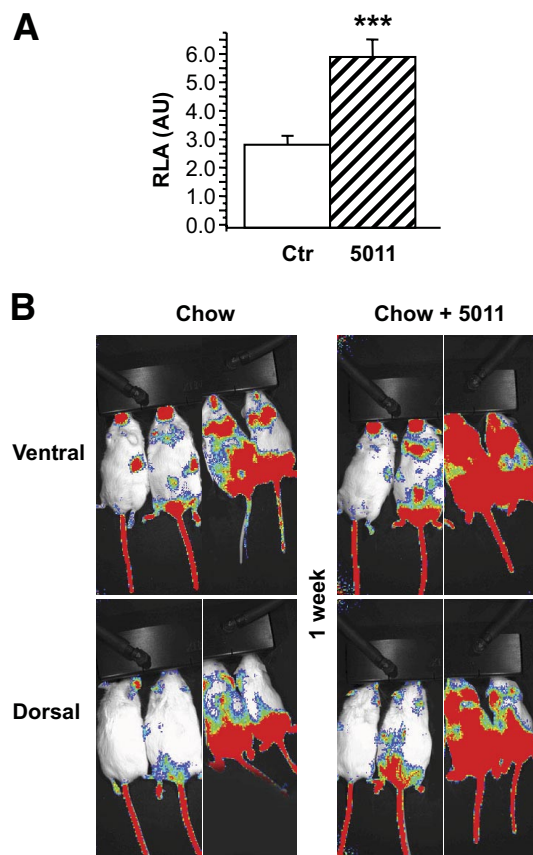 A
***
RLA (AU)
6.0
5.0
4.0
3.0
2.0
1.0
0.0
Ctr 5011
B
Chow Chow + 5011
Ventral
1 week
Dorsal